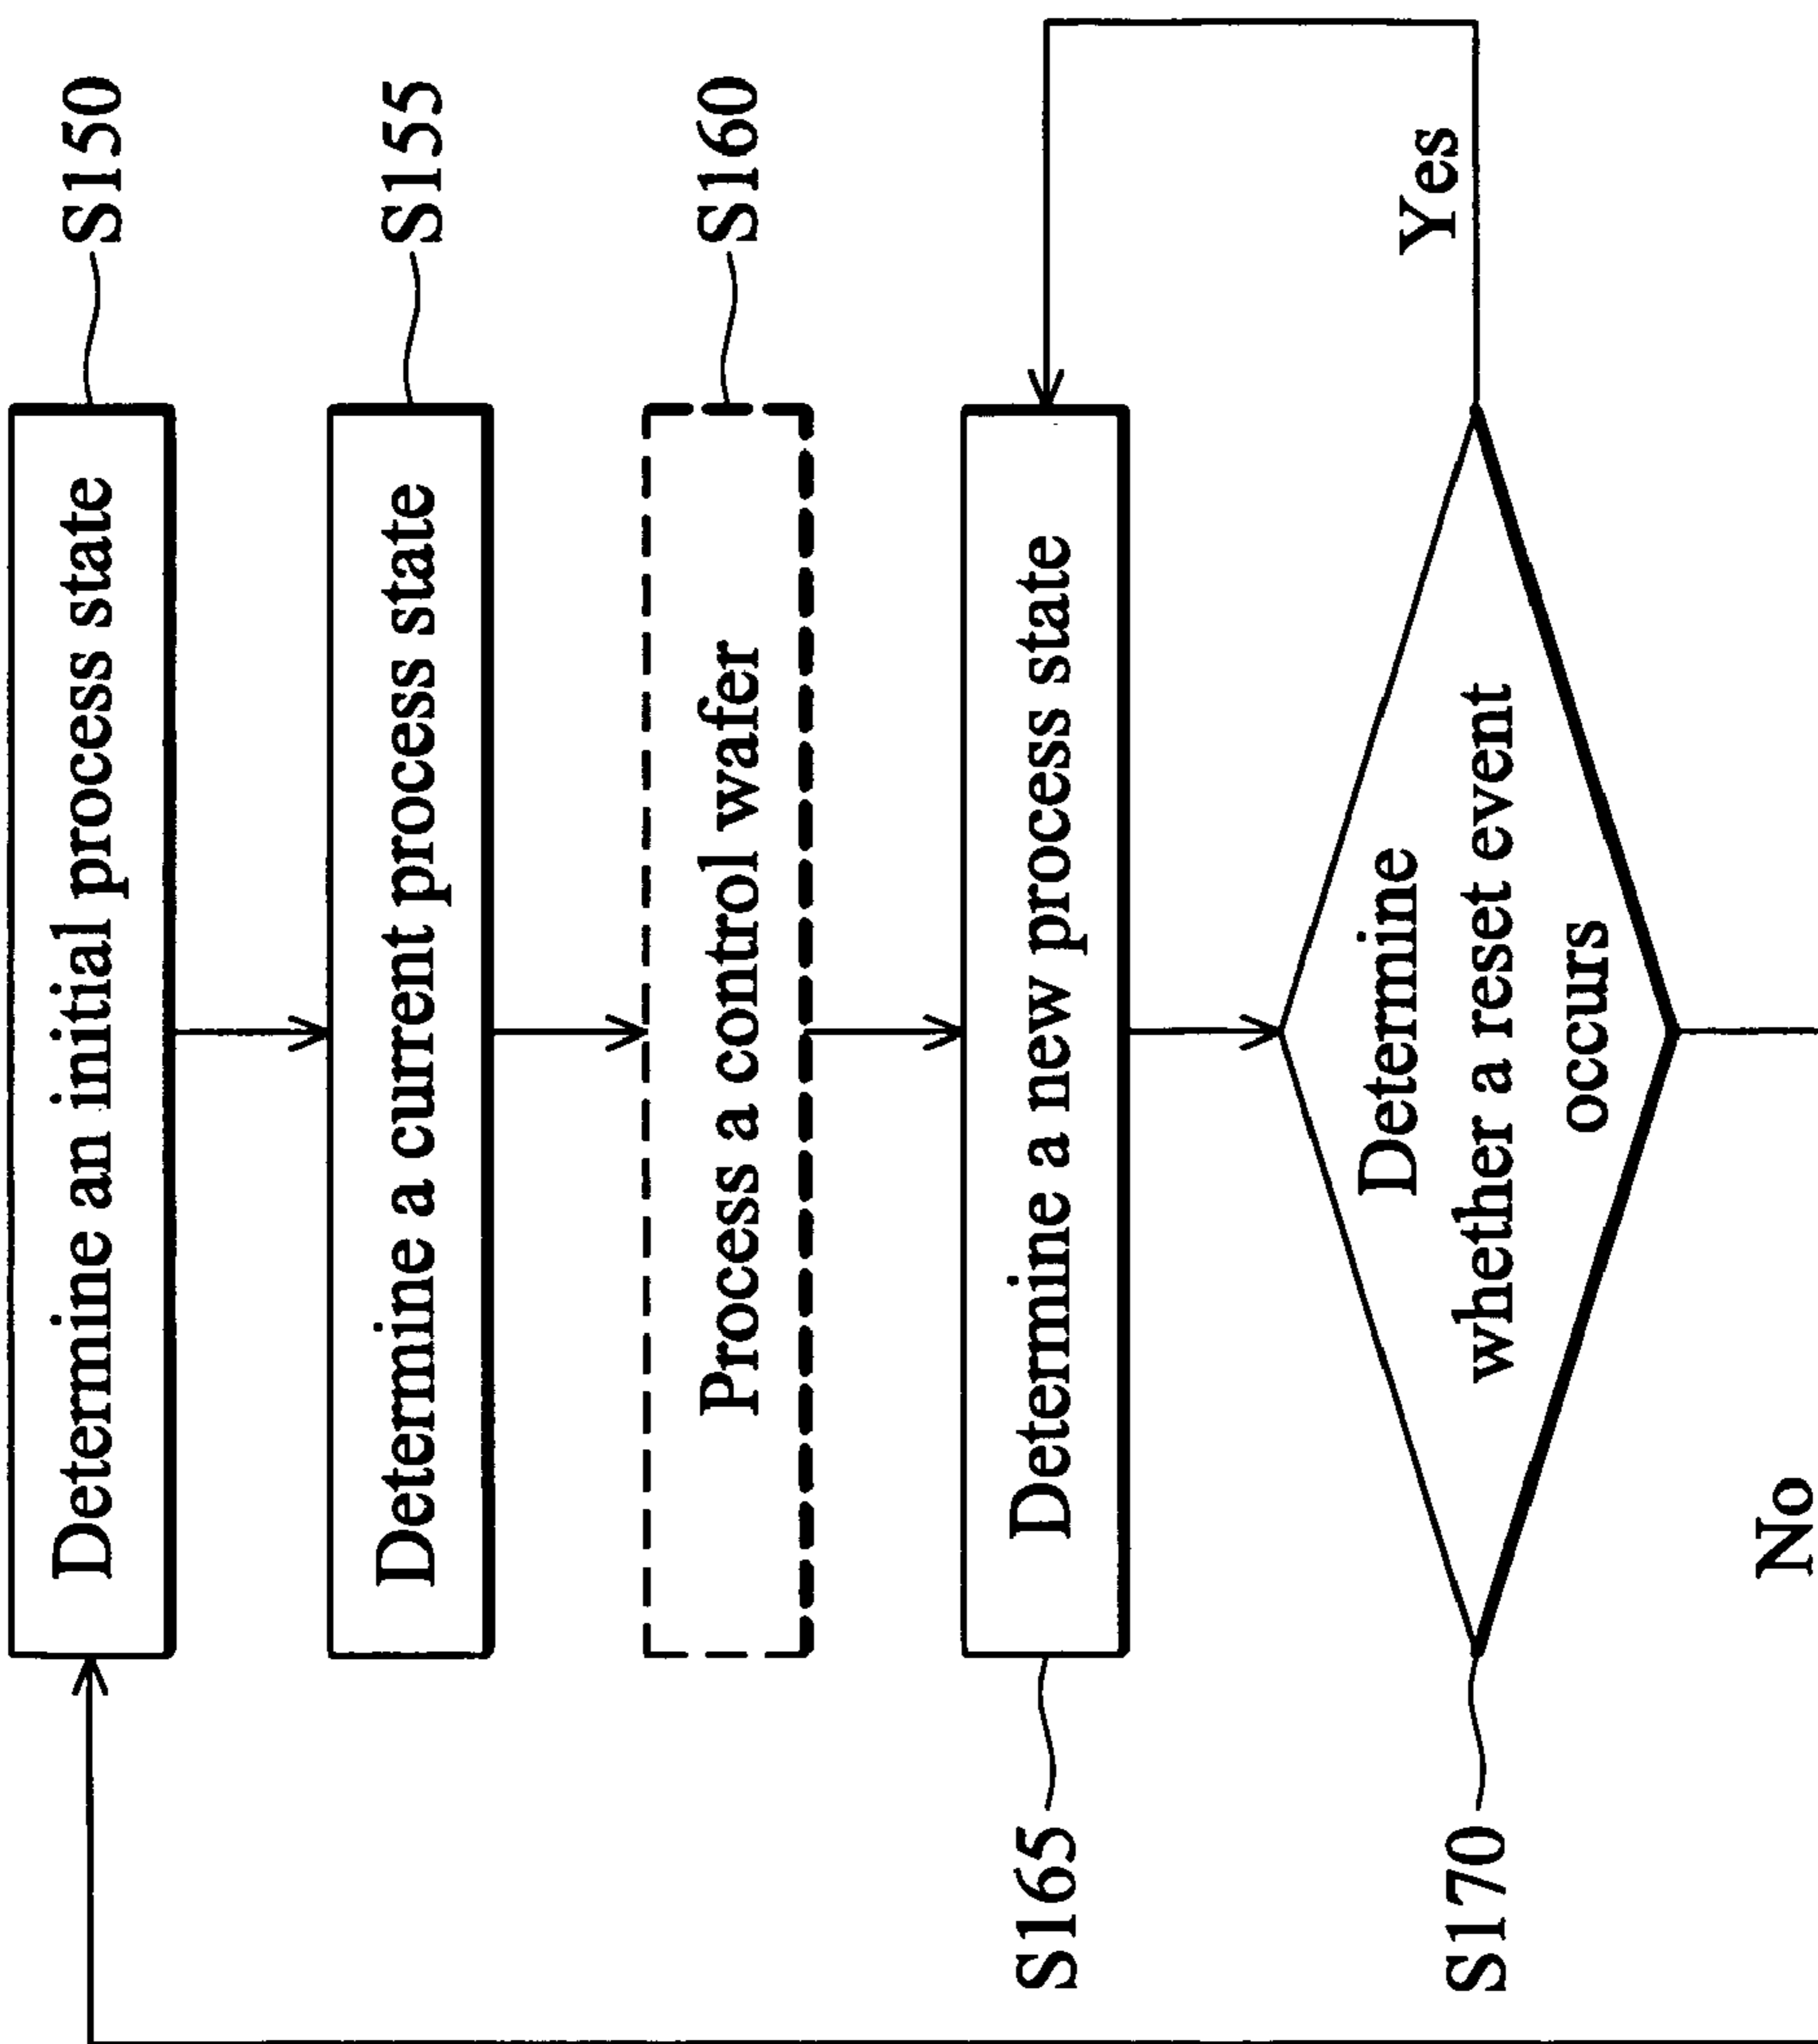 Determine an initial process state
S150
Determine a current process state
S155
Process a control wafer
S160
Determine a new process state
S165
Determine
whether a reset event
occurs
S170
Yes
No